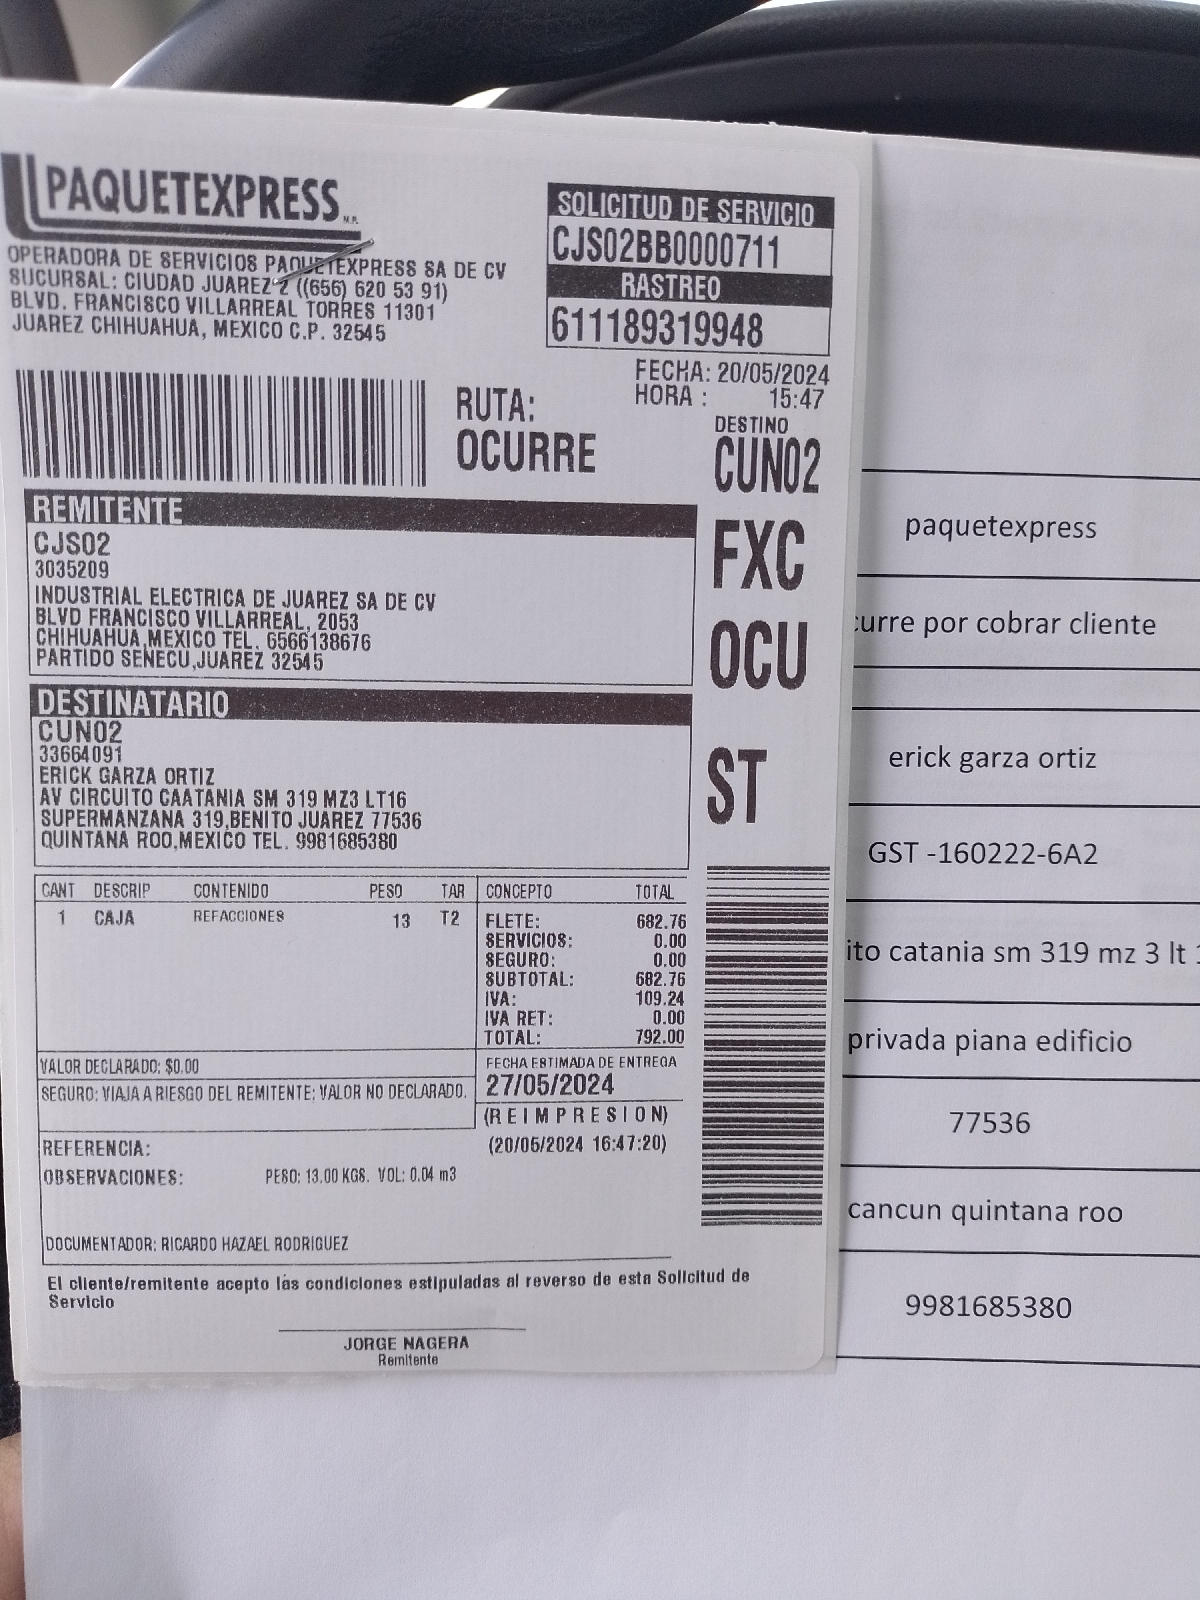 PAQUETEXPRESS M.R.
OPERADORA DE SERVICIOS PAQUETEXPRESS SA DE CV
SUCURSAL: CIUDAD JUAREZ 2 ((656) 620 53 91)
BLVD. FRANCISCO VILLARREAL TORRES 11301
JUAREZ CHIHUAHUA, MEXICO C.P. 32545
SOLICITUD DE SERVICIO
CJS02BB0000711
RASTREO
611189319948
FECHA: 20/05/2024
HORA : 15:47
RUTA:
OCURRE
DESTINO
CUN02
FXC
OCU
ST
REMITENTE
CJS02
3035209
INDUSTRIAL ELECTRICA DE JUAREZ SA DE CV
BLVD FRANCISCO VILLARREAL, 2053
CHIHUAHUA,MEXICO TEL. 6566138676
PARTIDO SENECU,JUAREZ 32545
DESTINATARIO
CUN02
33664091
ERICK GARZA ORTIZ
AV CIRCUITO CAATANIA SM 319 MZ3 LT16
SUPERMANZANA 319,BENITO JUAREZ 77536
QUINTANA ROO,MEXICO TEL. 9981685380
CANT DESCRIP CONTENIDO PESO TAR
1 CAJA REFACCIONES 13 T2
CONCEPTO TOTAL
FLETE: 682.76
SERVICIOS: 0.00
SEGURO: 0.00
SUBTOTAL: 682.76
IVA: 109.24
IVA RET: 0.00
TOTAL: 792.00
VALOR DECLARADO: $0.00
SEGURO: VIAJA A RIESGO DEL REMITENTE; VALOR NO DECLARADO.
FECHA ESTIMADA DE ENTREGA
27/05/2024
(REIMPRESION)
(20/05/2024 16:47:20)
REFERENCIA:
OBSERVACIONES: PESO: 13.00 KGS. VOL: 0.04 m3
DOCUMENTADOR: RICARDO HAZAEL RODRIGUEZ
El cliente/remitente acepto las condiciones estipuladas al reverso de esta Solicitud de
Servicio
JORGE NAGERA
Remitente
paquetexpress
curre por cobrar cliente
erick garza ortiz
GST -160222-6A2
ito catania sm 319 mz 3 lt
privada piana edificio
77536
cancun quintana roo
9981685380